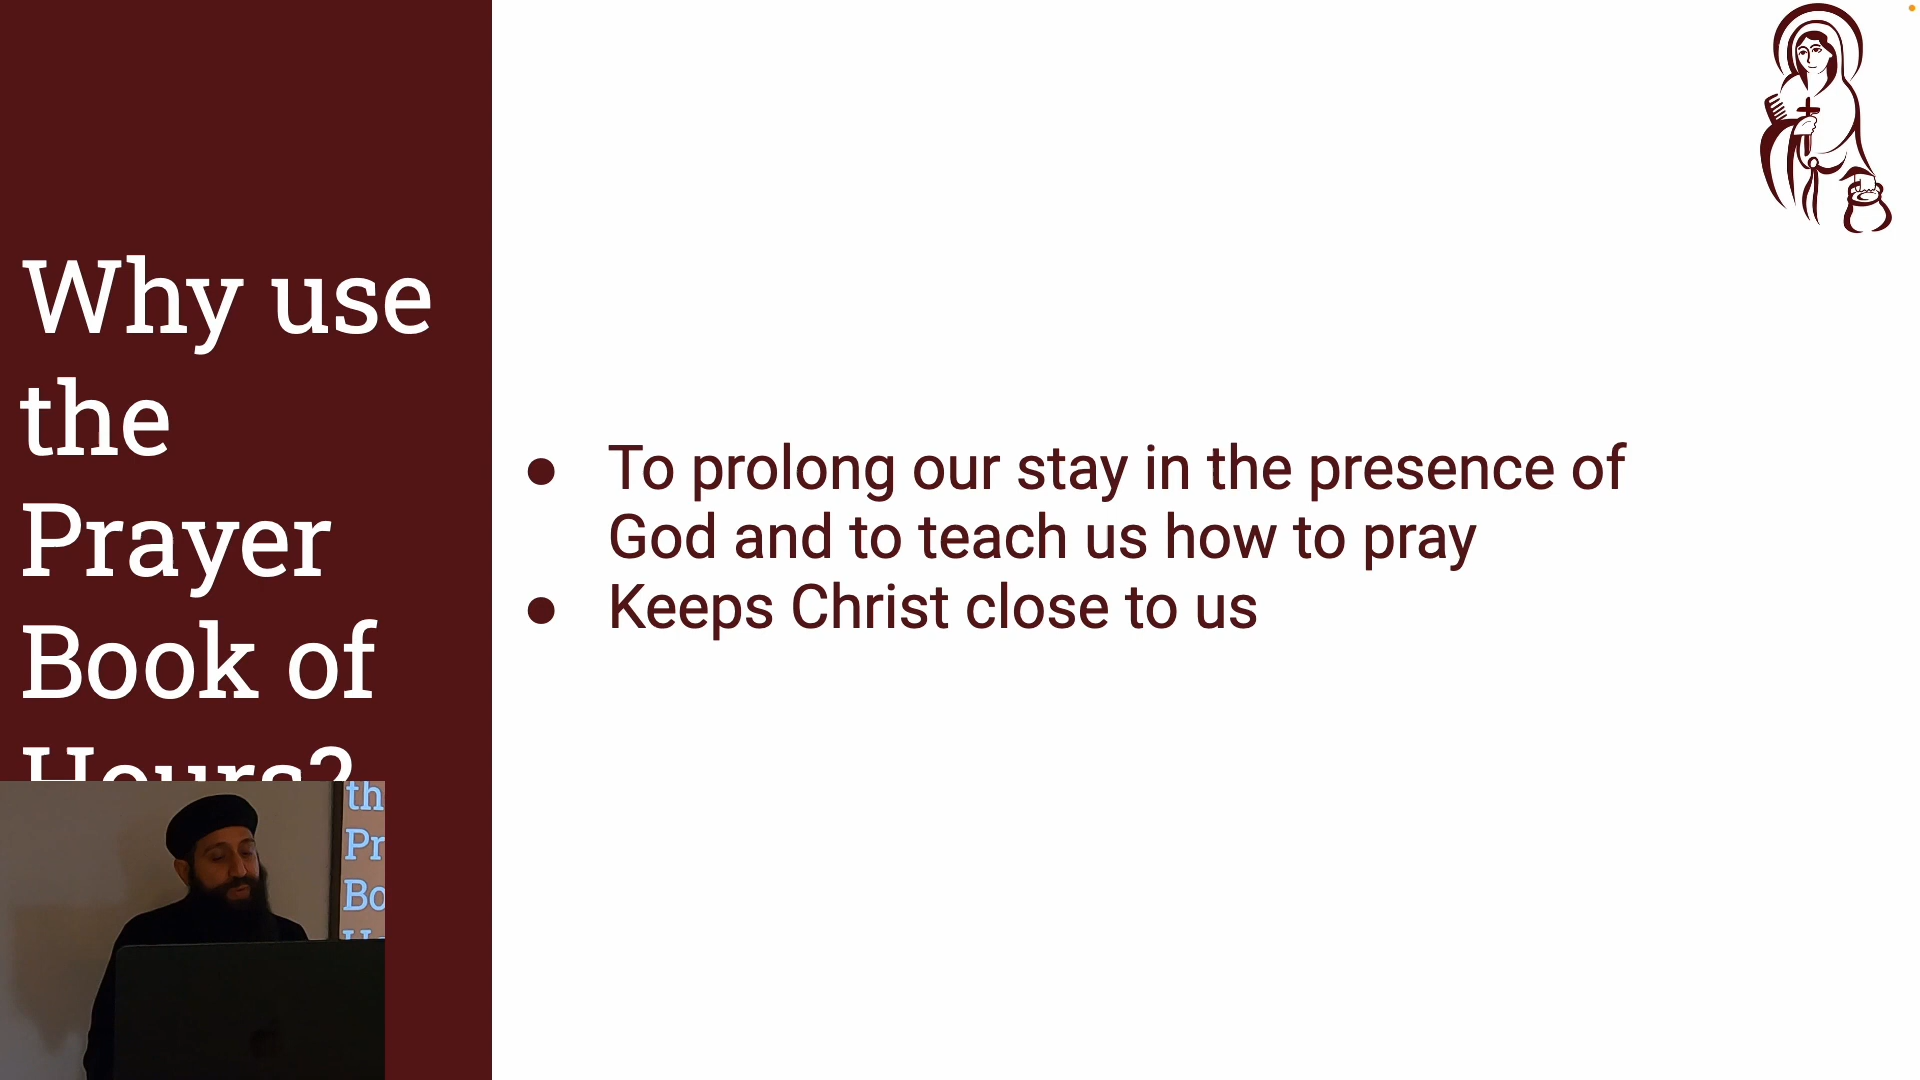 Why use
the
Prayer
Book of
Hours?
To prolong our stay in the presence of
God and to teach us how to pray
Keeps Christ close to us
th
Pr
Bo